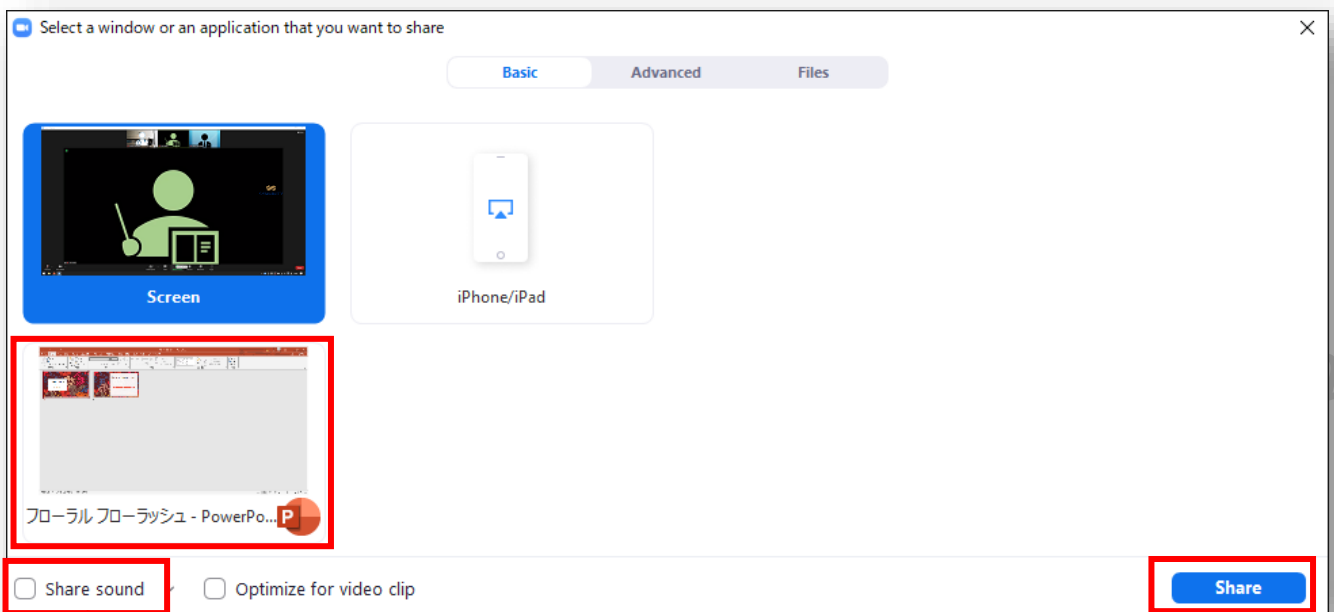 Select a window or an application that you want to share
Basic Advanced Files
Screen
iPhone/iPad
フローラル フローラッシュ - PowerPo...
P
Share sound
Optimize for video clip
Share